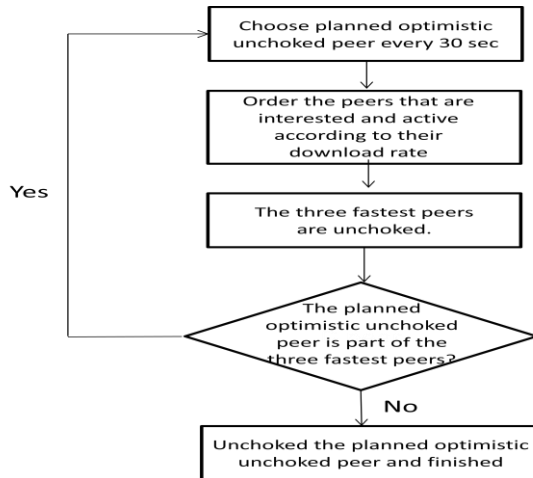 Choose planned optimistic
unchoked peer every 30 sec
Order the peers that are
interested and active
according to their
download rate
Yes
The three fastest peers
are unchoked.
The planned
optimistic unchoked
peer is part of the
three fastest peers?
No
Unchoked the planned optimistic
unchoked peer and finished